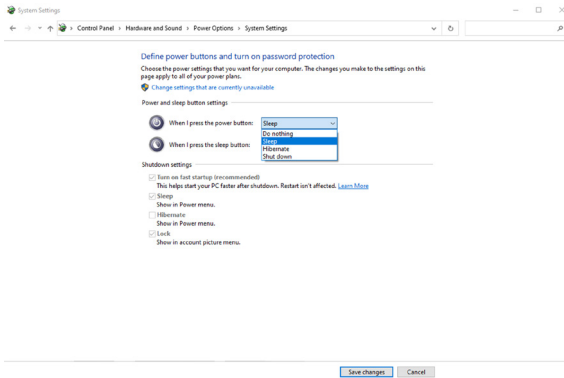 System Settings
Control Panel > Hardware and Sound > Power Options > System Settings
Define power buttons and turn on password protection
Choose the power settings that you want for your computer. The changes you make to the settings on this
page apply to all of your power plans.
Change settings that are currently unavailable
Power and sleep button settings
When I press the power button: Sleep
Do nothing
Sleep
When I press the sleep button: Hibernate
Shut down
Shutdown settings
Turn on fast startup (recommended)
This helps start your PC faster after shutdown. Restart isn't affected. Learn More
Sleep
Show in Power menu.
Hibernate
Show in Power menu.
Lock
Show in account picture menu.
Save changes Cancel